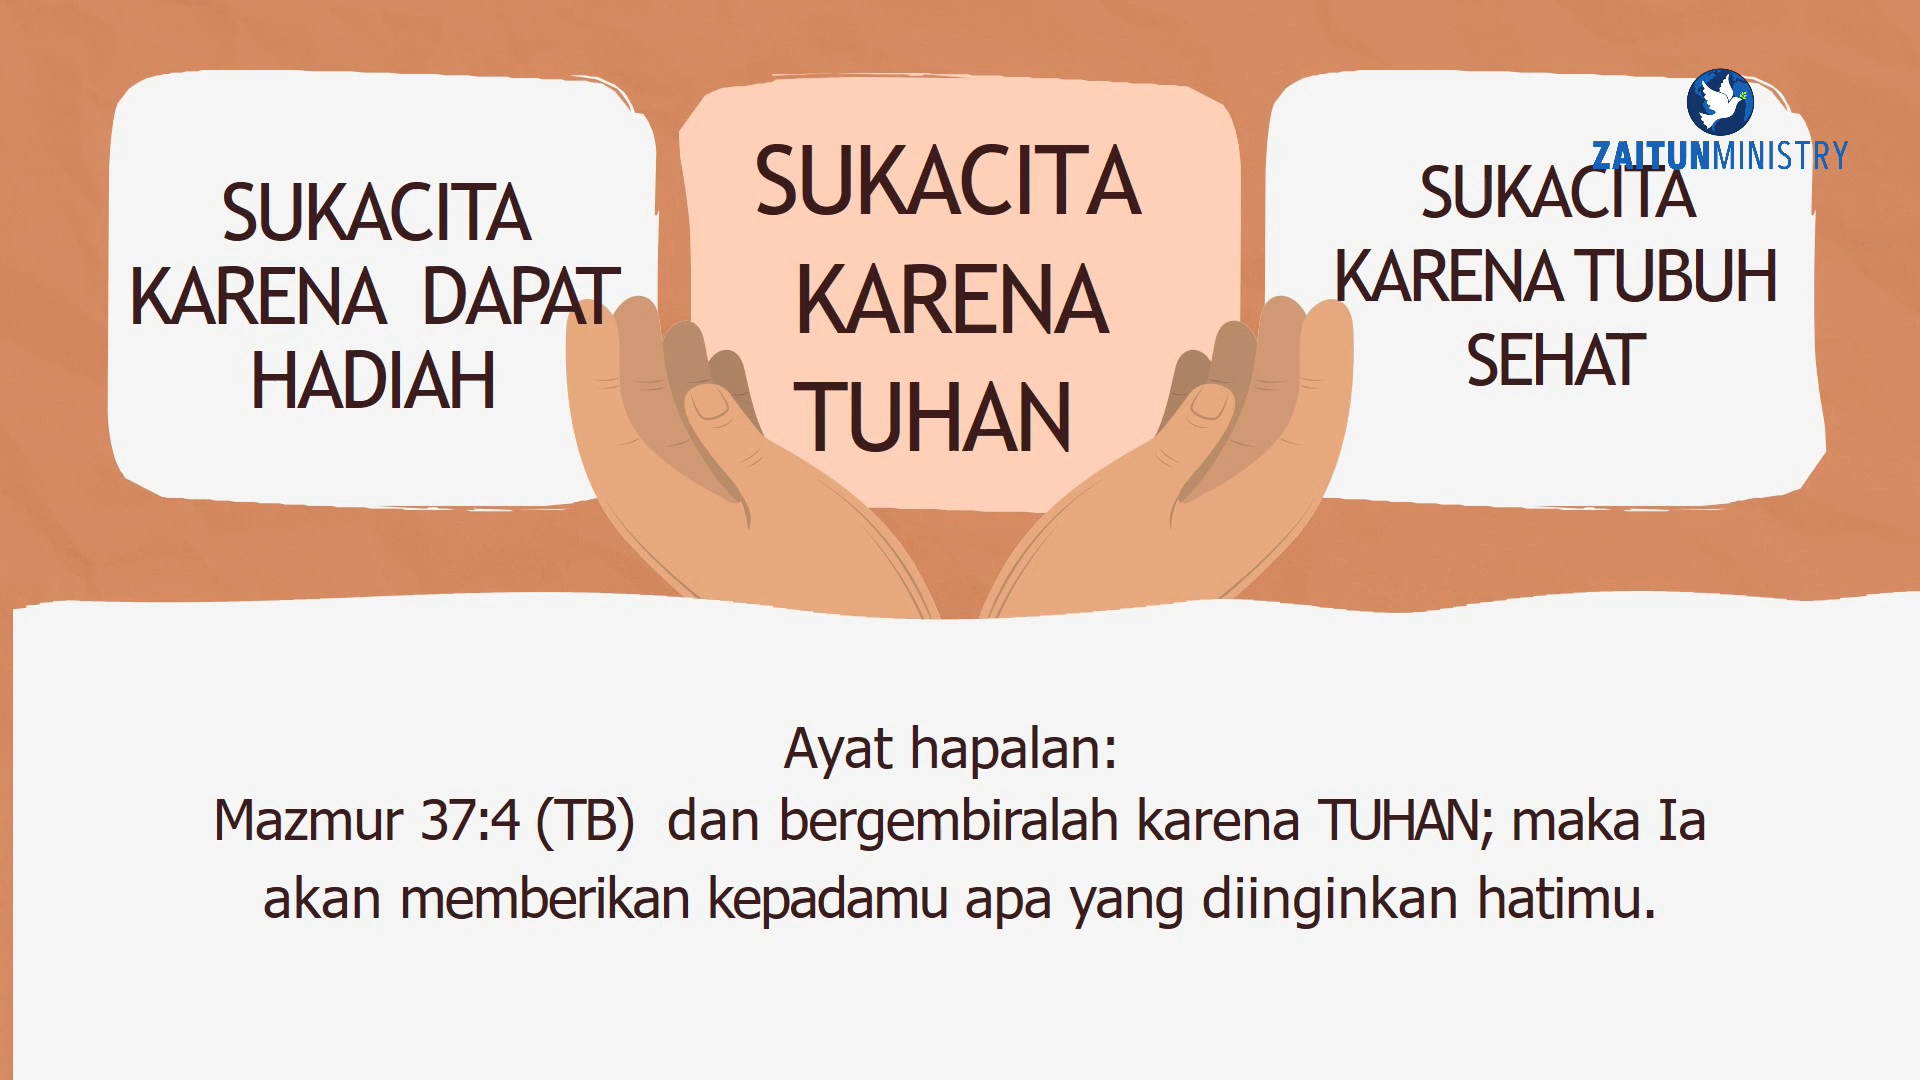 SUKACITA
KARENA DAPAT
HADIAH
SUKACITA
KARENA
TUHAN
ZAITUNMINISTRY
SUKACITA
KARENA TUBUH
SEHAT
Ayat hapalan:
Mazmur 37:4 (TB) dan bergembiralah karena TUHAN; maka Ia
akan memberikan kepadamu apa yang diinginkan hatimu.